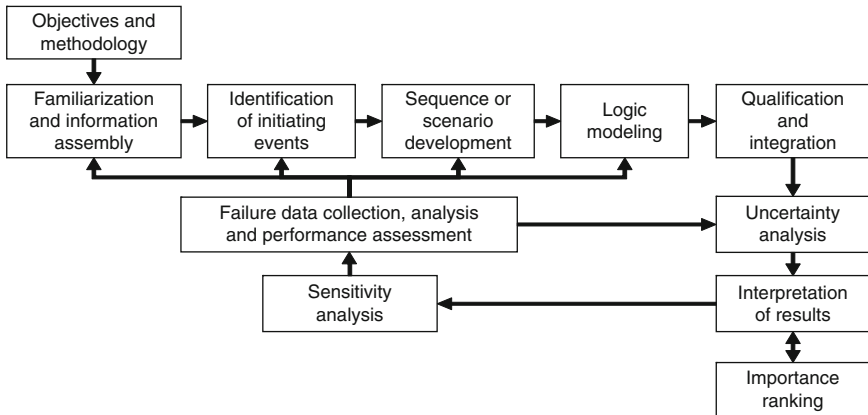 Objectives and
methodology
Familiarization
and information
assembly
Identification
of initiating
events
Sequence or
scenario
development
Logic
modeling
Qualification
and
integration
Failure data collection, analysis
and performance assessment
Uncertainty
analysis
Sensitivity
analysis
Interpretation
of results
Importance
ranking